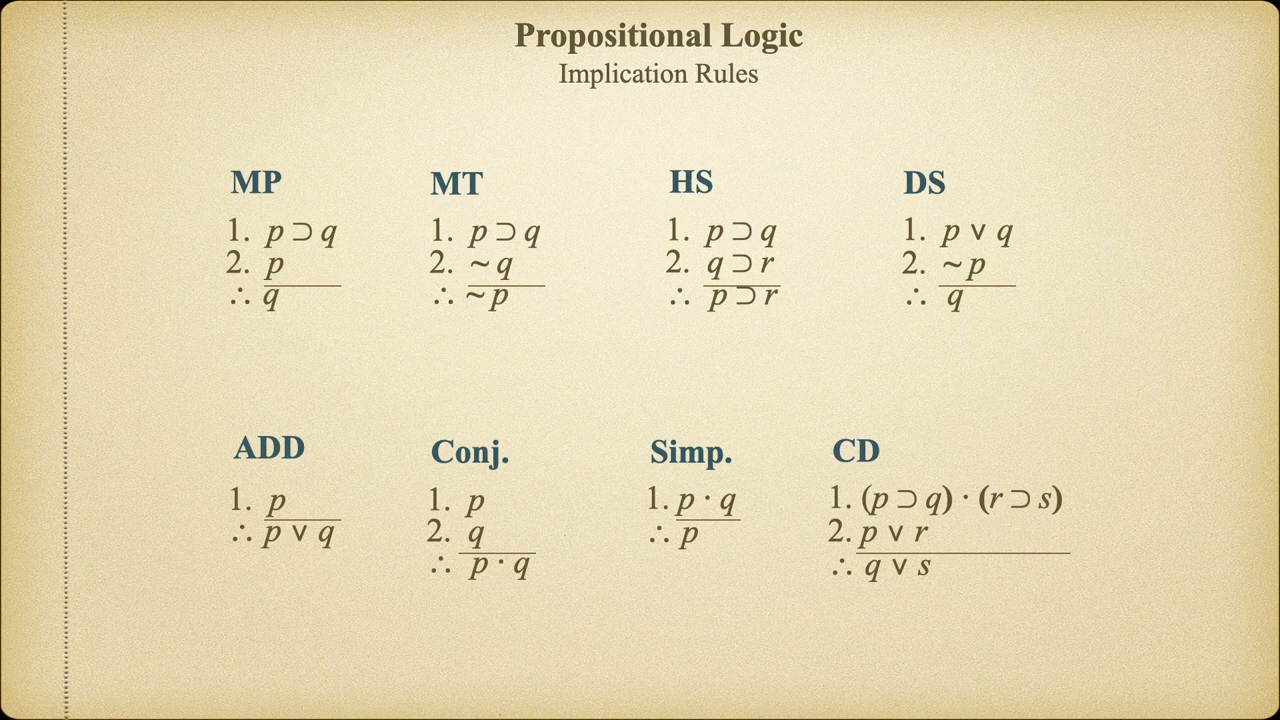 Propositional Logic
Implication Rules
MP
1. p ⊃ q
2. p
∴ q
MT
1. p ⊃ q
2. ~ q
∴ ~ p
HS
1. p ⊃ q
2. q ⊃ r
∴ p ⊃ r
DS
1. p v q
2. ~ p
∴ q
ADD
1. p
∴ p v q
Conj.
1. p
2. q
∴ p · q
Simp.
1. p · q
∴ p
CD
1. (p ⊃ q) · (r ⊃ s)
2. p v r
∴ q v s